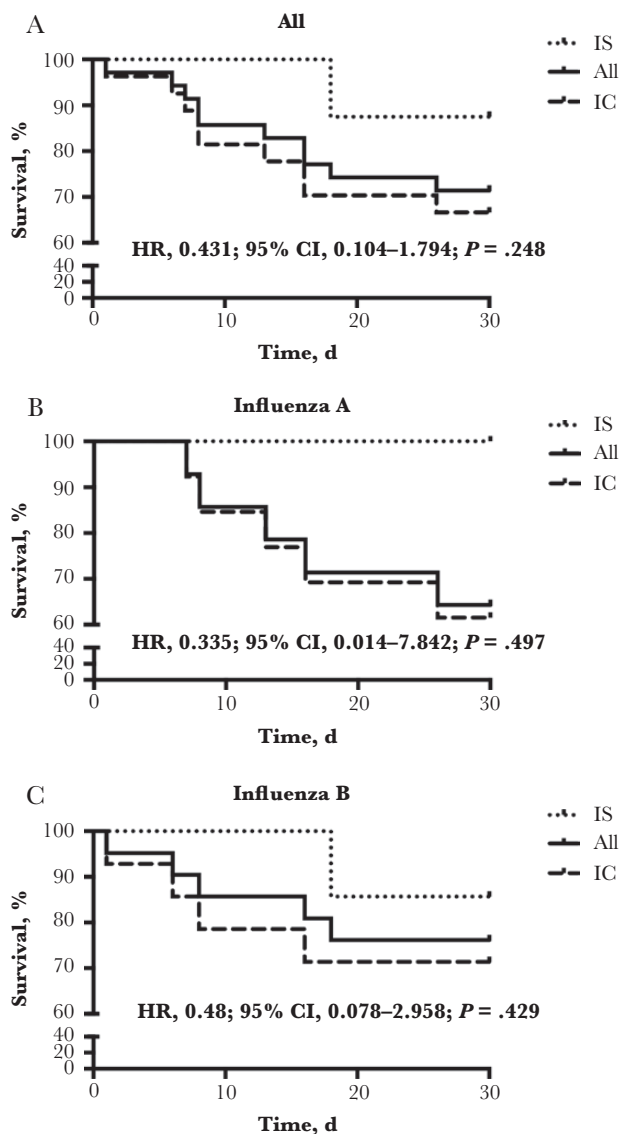 A
All
IS
All
IC
Survival, %
100
90
80
70
60
40
20
0
HR, 0.431; 95% CI, 0.104–1.794; P = .248
0 10 20 30
Time, d
B
Influenza A
IS
All
IC
Survival, %
100
90
80
70
60
40
20
0
HR, 0.335; 95% CI, 0.014–7.842; P = .497
0 10 20 30
Time, d
C
Influenza B
IS
All
IC
Survival, %
100
90
80
70
60
40
20
0
HR, 0.48; 95% CI, 0.078–2.958; P = .429
0 10 20 30
Time, d